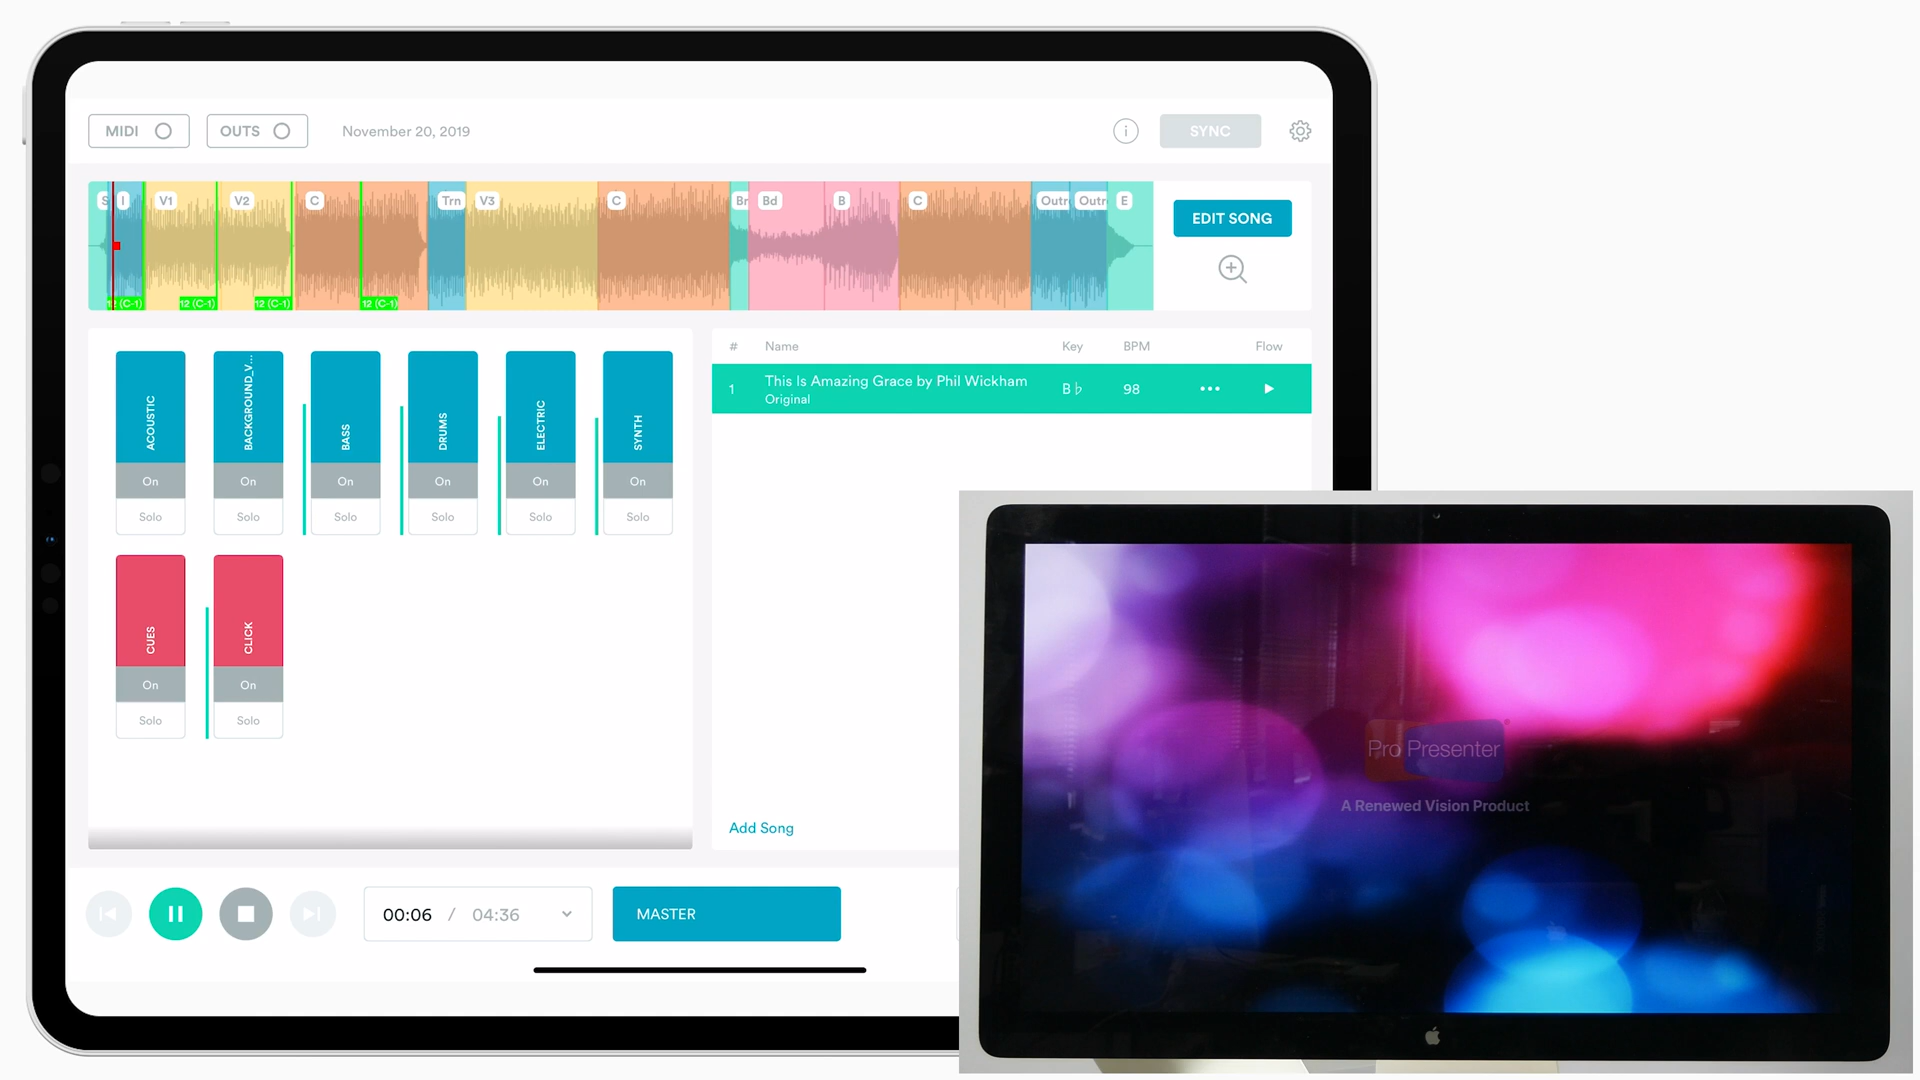 MIDI
OUTS
November 20, 2019
SYNC
S
I
V1
V2
C
Trn
V3
C
Br
Bd
B
C
Outr
Outr
E
12 (C-1)
12 (C-1)
12 (C-1)
12 (C-1)
EDIT SONG
ACOUSTIC
BACKGROUND_V...
BASS
DRUMS
ELECTRIC
SYNTH
On
On
On
On
On
On
Solo
Solo
Solo
Solo
Solo
Solo
CUES
CLICK
On
On
Solo
Solo
# Name Key BPM Flow
1 This Is Amazing Grace by Phil Wickham B♭ 98
Original
Add Song
00:06 / 04:36
MASTER
Pro Presenter
A Renewed Vision Product